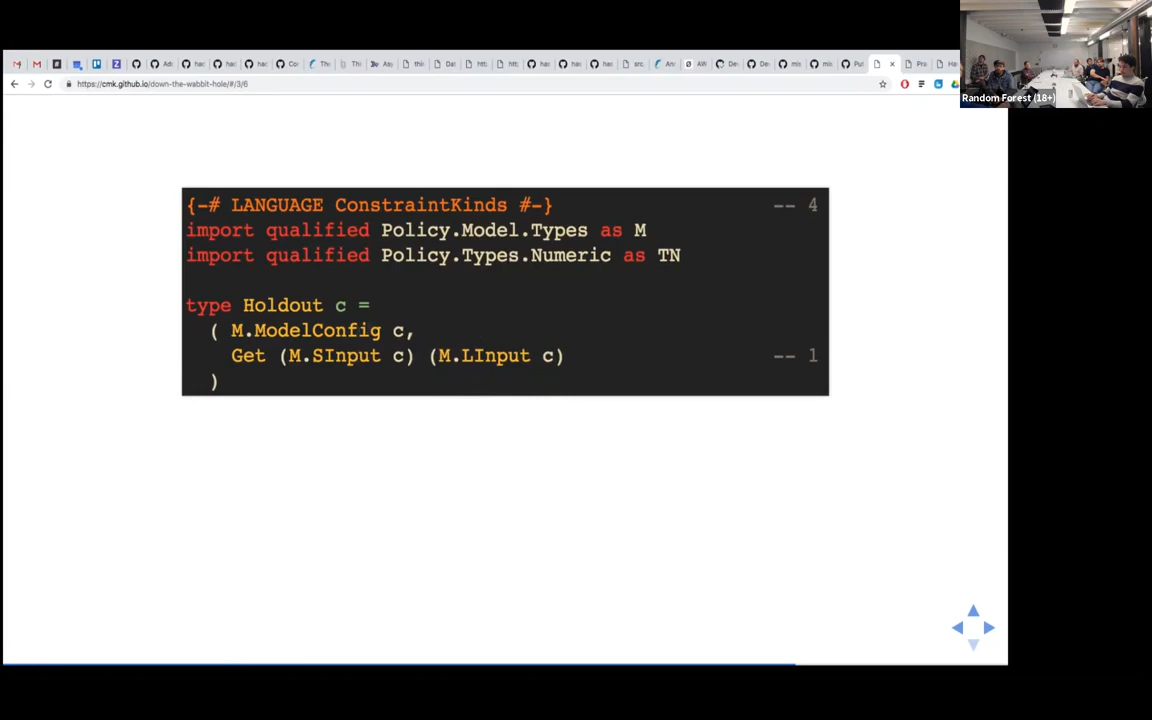 https://cmk.github.io/down-the-wabbit-hole/#/3/6
Random Forest (18+)
{-# LANGUAGE ConstraintKinds #-} -- 4
import qualified Policy.Model.Types as M
import qualified Policy.Types.Numeric as TN
type Holdout c =
( M.ModelConfig c,
Get (M.SInput c) (M.LInput c) -- 1
)